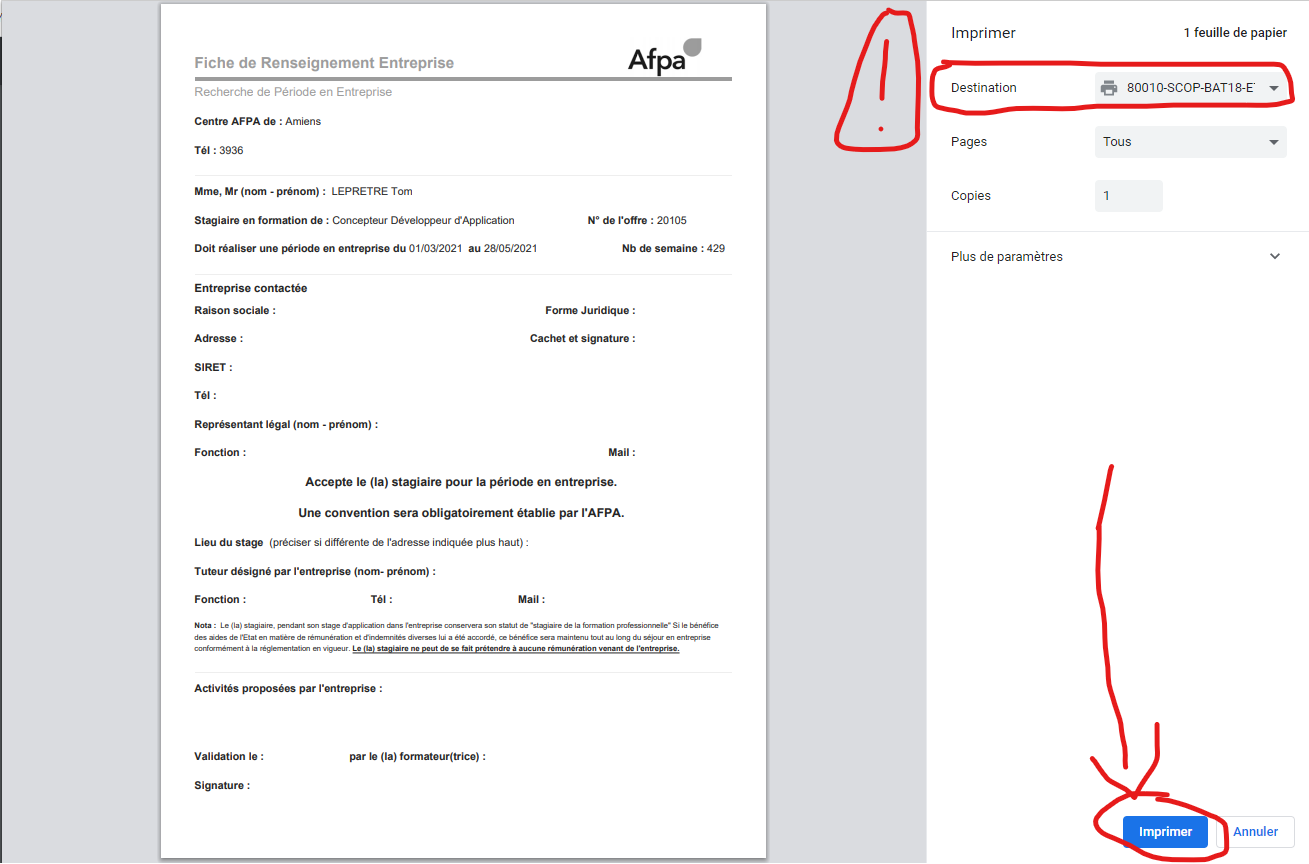 Fiche de Renseignement Entreprise
Afpa
Recherche de Période en Entreprise
Centre AFPA de : Amiens
Tél : 3936
Mme, Mr (nom - prénom) : LEPRETRE Tom
Stagiaire en formation de : Concepteur Développeur d'Application N° de l'offre : 20105
Doit réaliser une période en entreprise du 01/03/2021 au 28/05/2021 Nb de semaine : 429
Entreprise contactée
Raison sociale : Forme Juridique :
Adresse : Cachet et signature :
SIRET :
Tél :
Représentant légal (nom - prénom) :
Fonction : Mail :
Accepte le (la) stagiaire pour la période en entreprise.
Une convention sera obligatoirement établie par l'AFPA.
Lieu du stage (préciser si différente de l'adresse indiquée plus haut) :
Tuteur désigné par l'entreprise (nom- prénom) :
Fonction : Tél : Mail :
Nota : Le (la) stagiaire, pendant son stage d'application dans l'entreprise conservera son statut de "stagiaire de la formation professionnelle" Si le bénéfice
des aides de l'Etat en matière de rémunération et d'indemnités diverses lui a été accordé, ce bénéfice sera maintenu tout au long du séjour en entreprise
conformément à la réglementation en vigueur. Le (la) stagiaire ne peut de se fait prétendre à aucune rémunération venant de l'entreprise.
Activités proposées par l'entreprise :
Validation le : par le (la) formateur(trice) :
Signature :
!
Imprimer 1 feuille de papier
Destination 80010-SCOP-BAT18-E
Pages Tous
Copies 1
Plus de paramètres
Imprimer Annuler